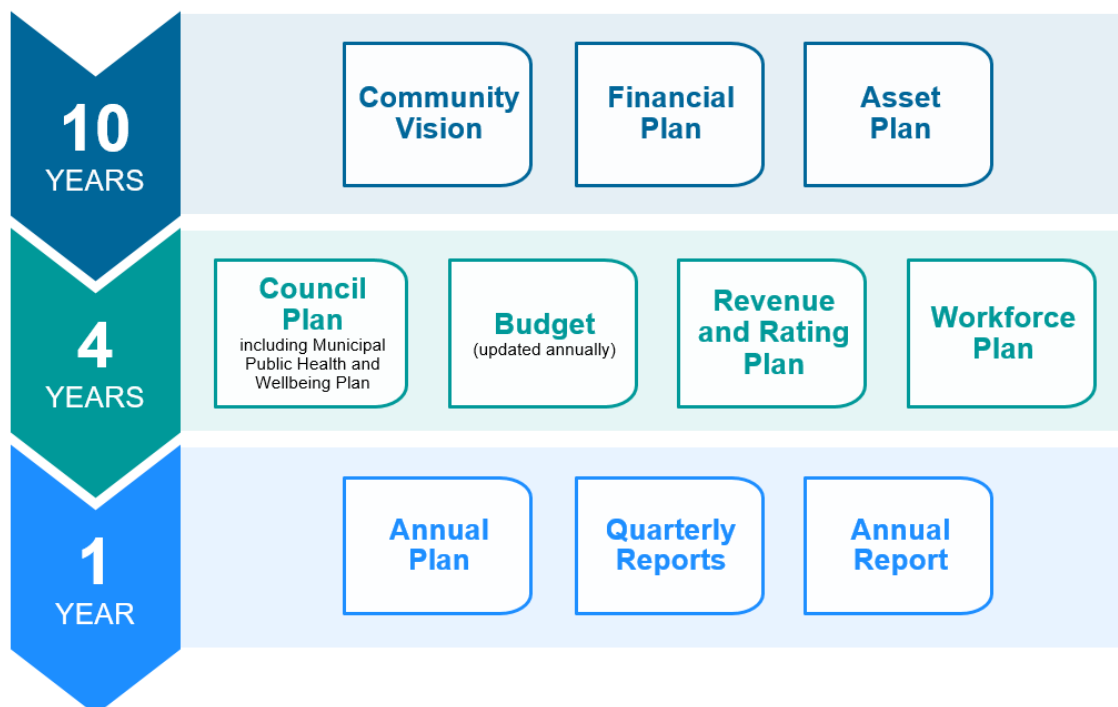 10
YEARS
Community
Vision
Financial
Plan
Asset
Plan
4
YEARS
Council
Plan
including Municipal
Public Health and
Wellbeing Plan
Budget
(updated annually)
Revenue
and Rating
Plan
Workforce
Plan
1
YEAR
Annual
Plan
Quarterly
Reports
Annual
Report